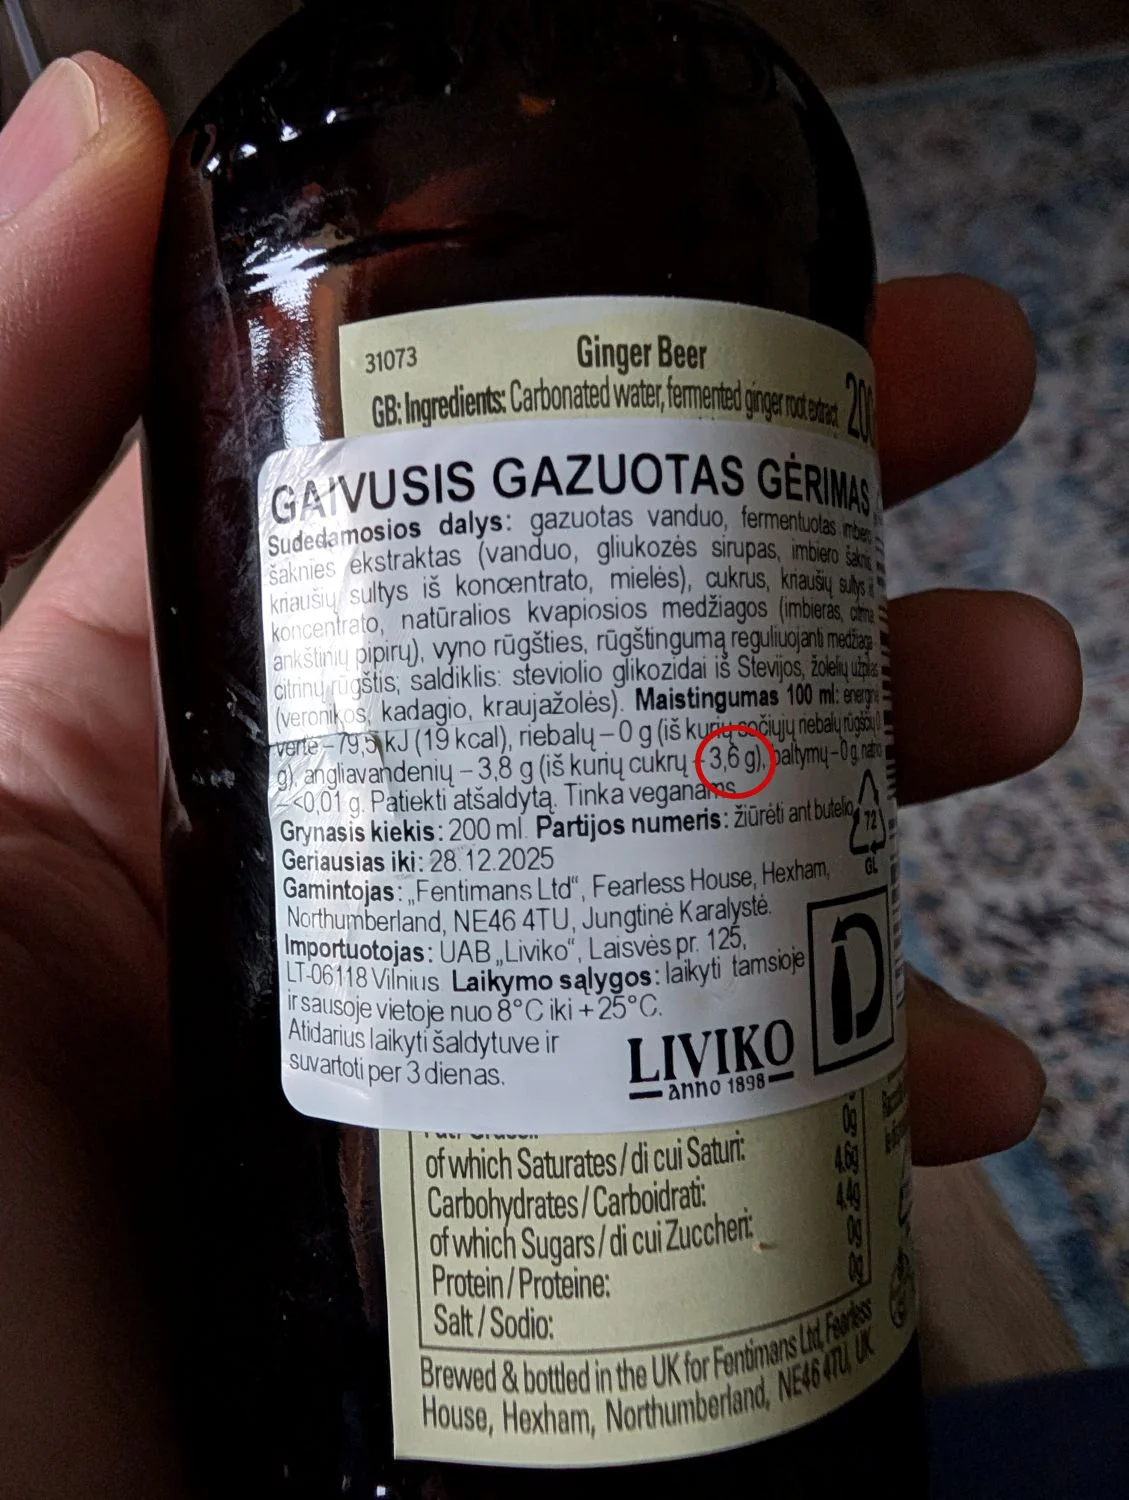 31073
Ginger Beer
GB: Ingredients: Carbonated water, fermented ginger root extract
200
GAIVUSIS GAZUOTAS GĖRIMAS
Sudedamosios dalys: gazuotas vanduo, fermentuotas imbiero
šaknies ekstraktas (vanduo, gliukozės sirupas, imbiero šaknis,
kriaušių sultys iš koncentrato, mielės), cukrus, kriaušių sultys iš
koncentrato, natūralios kvapiosios medžiagos (imbieras, citrina,
ankštinių pipirų), vyno rūgšties, rūgštingumą reguliuojanti medžiaga
citrinų rūgštis, saldiklis: steviolio glikozidai iš Stevijos, žolelių užpilas
(veronikos, kadagio, kraujažolės). Maistingumas 100 ml: energinė
vertė – 79,5 kJ (19 kcal), riebalų – 0 g (iš kurių sočiųjų riebalų rūgščių 0
g), angliavandenių – 3,8 g (iš kurių cukrų – 3,6 g), baltymų – 0 g,
– <0,01 g. Patiekti atšaldytą. Tinka veganams.
Grynasis kiekis: 200 ml. Partijos numeris: žiūrėti ant butelio.
Geriausias iki: 28.12.2025
Gamintojas: „Fentimans Ltd“, Fearless House, Hexham,
Northumberland, NE46 4TU, Jungtinė Karalystė.
Importuotojas: UAB „Liviko“, Laisvės pr. 125,
LT-06118 Vilnius Laikymo sąlygos: laikyti tamsioje
ir sausoje vietoje nuo 8°C iki +25°C.
Atidarius laikyti šaldytuve ir
suvartoti per 3 dienas.
72
GL
D
LIVIKO
anno 1898
0g
of which Saturates / di cui Saturi: 4.6g
Carbohydrates / Carboidrati: 4.4g
of which Sugars / di cui Zuccheri: 0g
Protein / Proteine: 0g
Salt / Sodio:
Brewed & bottled in the UK for Fentimans Ltd, Fearless
House, Hexham, Northumberland, NE46 4TU, UK